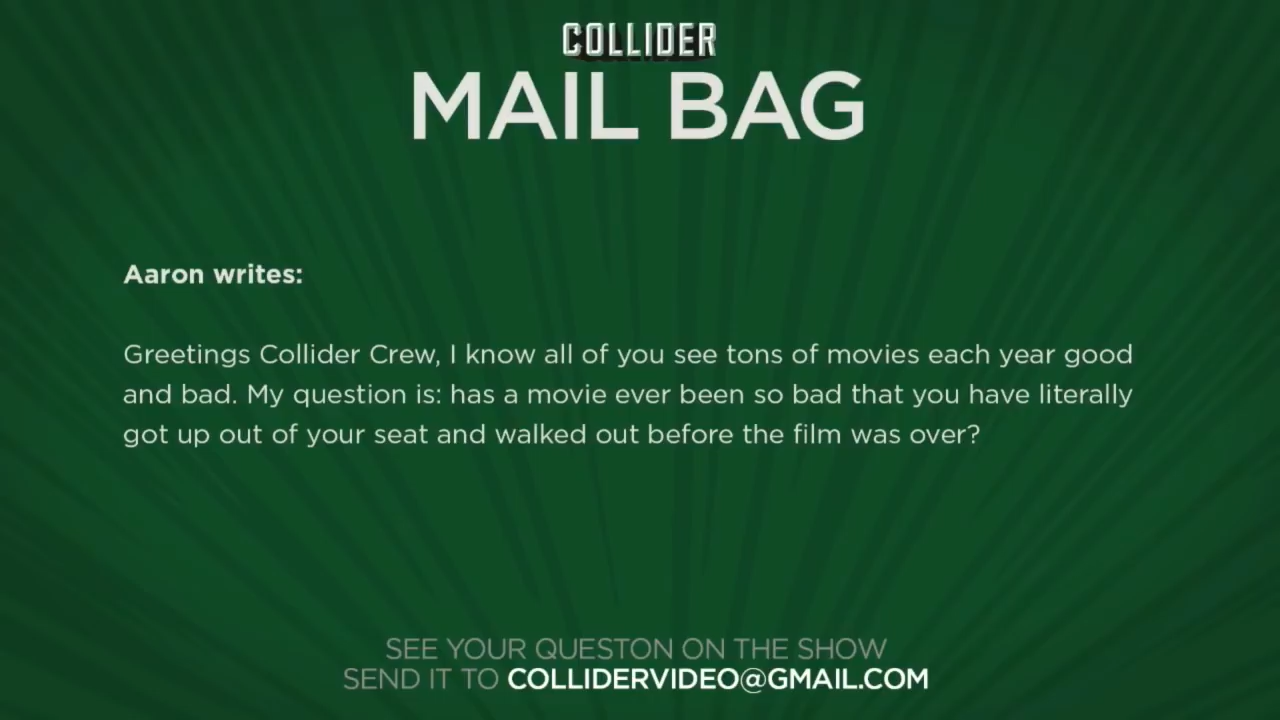 COLLIDER
MAIL BAG
Aaron writes:
Greetings Collider Crew, I know all of you see tons of movies each year good
and bad. My question is: has a movie ever been so bad that you have literally
got up out of your seat and walked out before the film was over?
SEE YOUR QUESTON ON THE SHOW
SEND IT TO COLLIDERVIDEO@GMAIL.COM